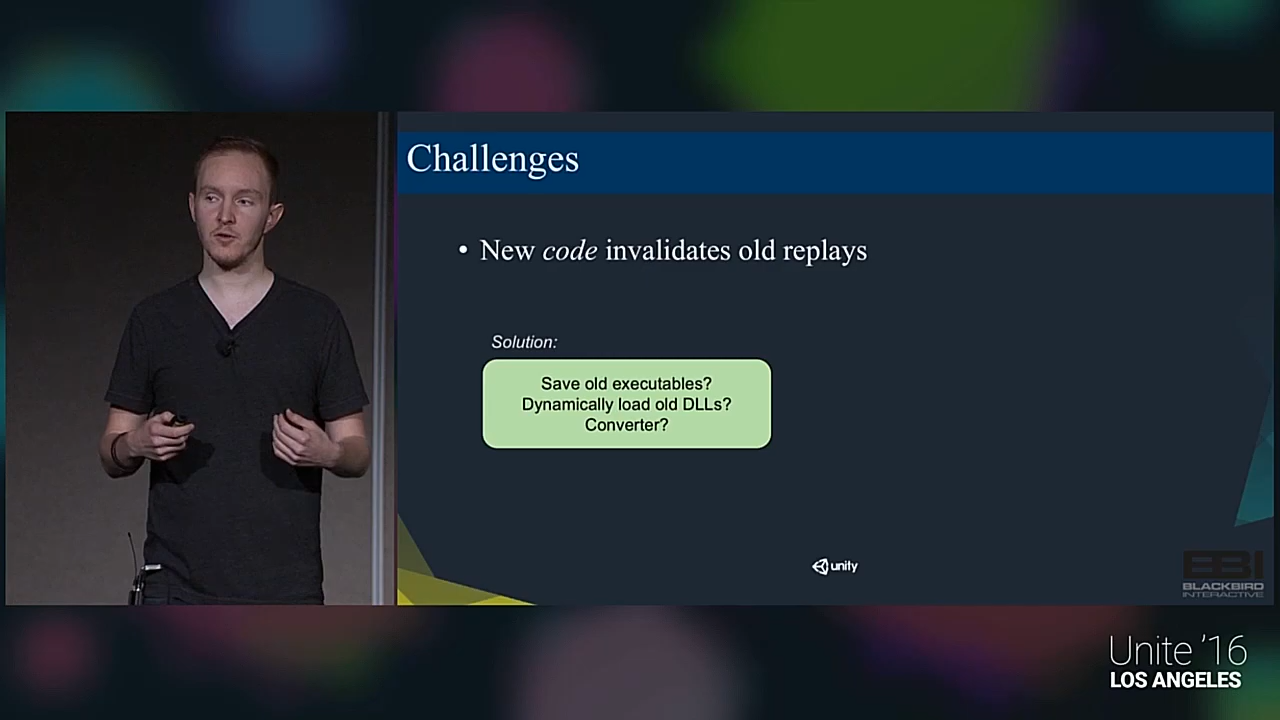 Challenges
• New code invalidates old replays
Solution:
Save old executables?
Dynamically load old DLLs?
Converter?
unity
BBI
BLACKBIRD
INTERACTIVE
Unite '16
LOS ANGELES